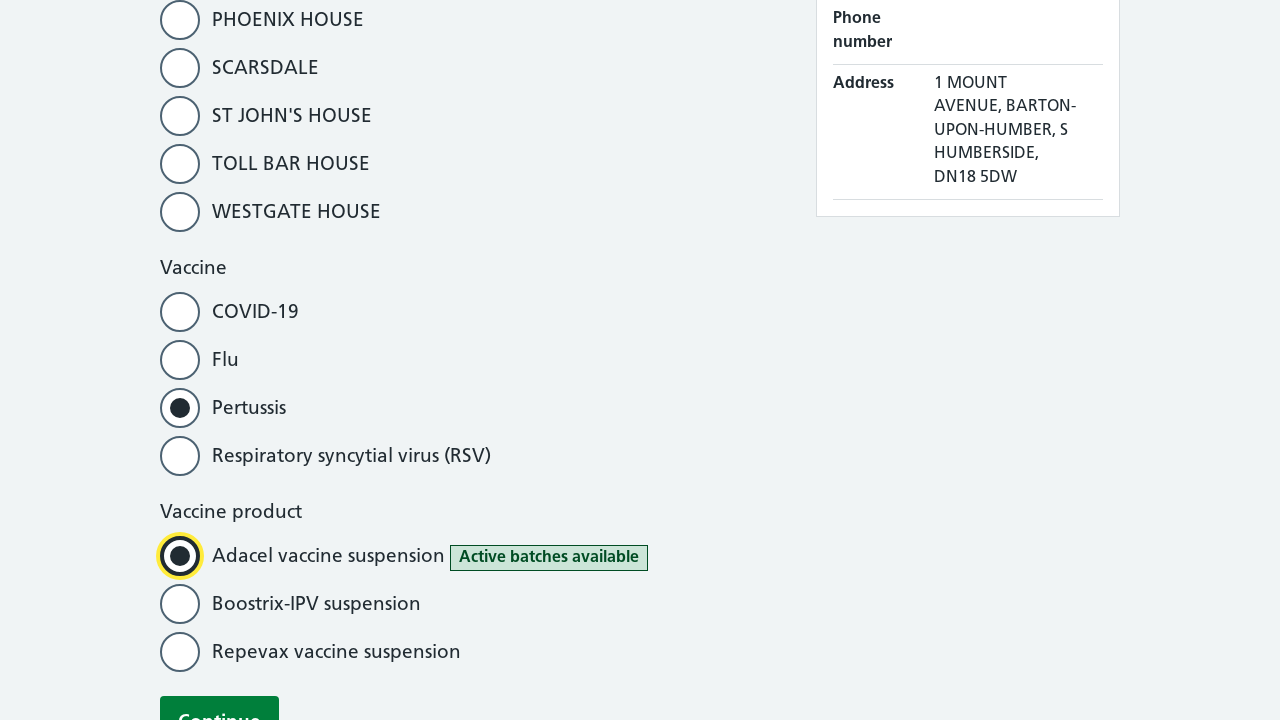 PHOENIX HOUSE
SCARSDALE
ST JOHN'S HOUSE
TOLL BAR HOUSE
WESTGATE HOUSE
Vaccine
COVID-19
Flu
Pertussis
Respiratory syncytial virus (RSV)
Vaccine product
Adacel vaccine suspension Active batches available
Boostrix-IPV suspension
Repevax vaccine suspension
Continue
Phone
number
Address 1 MOUNT
AVENUE, BARTON-
UPON-HUMBER, S
HUMBERSIDE,
DN18 5DW